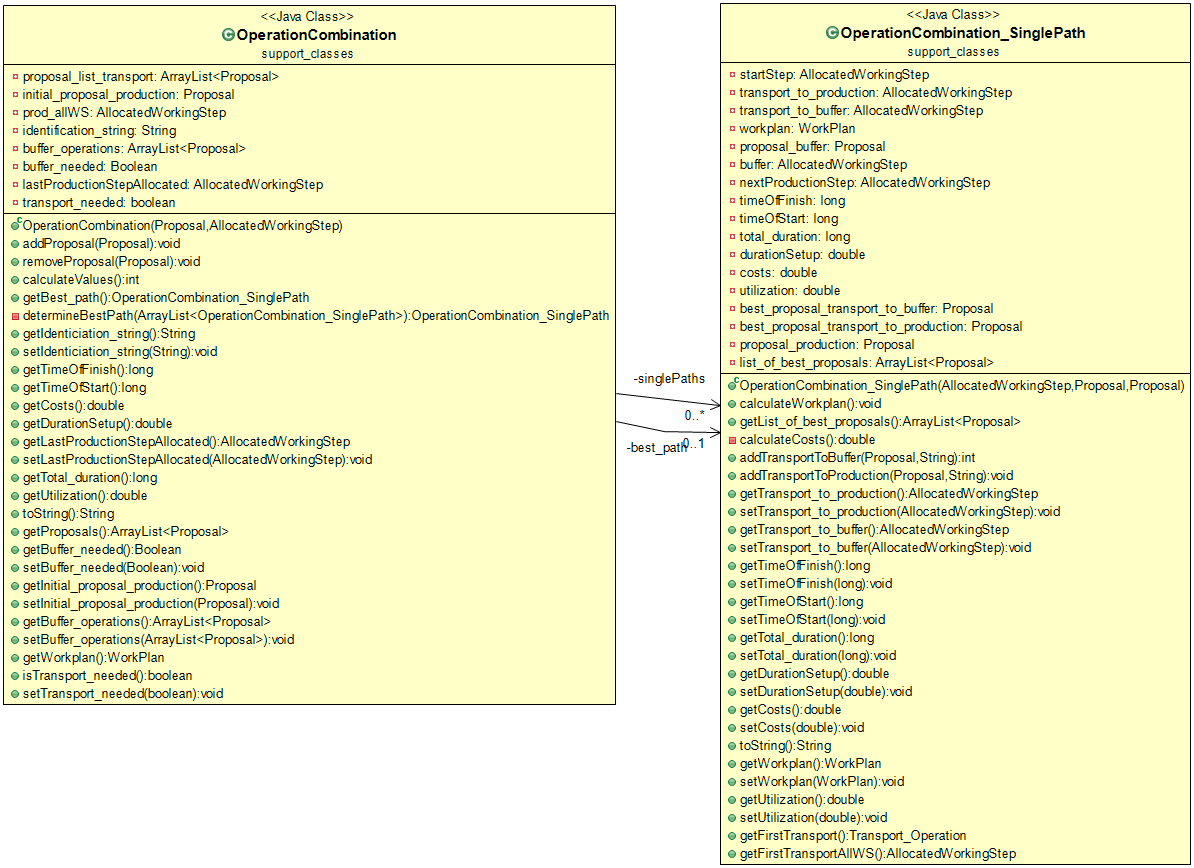 <<Java Class>>
OperationCombination
support_classes
proposal_list_transport: ArrayList<Proposal>
initial_proposal_production: Proposal
prod_allWS: AllocatedWorkingStep
identification_string: String
buffer_operations: ArrayList<Proposal>
buffer_needed: Boolean
lastProductionStepAllocated: AllocatedWorkingStep
transport_needed: boolean
OperationCombination(Proposal,AllocatedWorkingStep)
addProposal(Proposal):void
removeProposal(Proposal):void
calculateValues():int
getBest_path():OperationCombination_SinglePath
determineBestPath(ArrayList<OperationCombination_SinglePath>):OperationCombination_SinglePath
getIdenticiation_string():String
setIdenticiation_string(String):void
getTimeOfFinish():long
getTimeOfStart():long
getCosts():double
getDurationSetup():double
getLastProductionStepAllocated():AllocatedWorkingStep
setLastProductionStepAllocated(AllocatedWorkingStep):void
getTotal_duration():long
getUtilization():double
toString():String
getProposals():ArrayList<Proposal>
getBuffer_needed():Boolean
setBuffer_needed(Boolean):void
getInitial_proposal_production():Proposal
setInitial_proposal_production(Proposal):void
getBuffer_operations():ArrayList<Proposal>
setBuffer_operations(ArrayList<Proposal>):void
getWorkplan():WorkPlan
isTransport_needed():boolean
setTransport_needed(boolean):void
-singlePaths
0..*
-best_path
0..1
<<Java Class>>
OperationCombination_SinglePath
support_classes
startStep: AllocatedWorkingStep
transport_to_production: AllocatedWorkingStep
transport_to_buffer: AllocatedWorkingStep
workplan: WorkPlan
proposal_buffer: Proposal
buffer: AllocatedWorkingStep
nextProductionStep: AllocatedWorkingStep
timeOfFinish: long
timeOfStart: long
total_duration: long
durationSetup: double
costs: double
utilization: double
best_proposal_transport_to_buffer: Proposal
best_proposal_transport_to_production: Proposal
proposal_production: Proposal
list_of_best_proposals: ArrayList<Proposal>
OperationCombination_SinglePath(AllocatedWorkingStep,Proposal,Proposal)
calculateWorkplan():void
getList_of_best_proposals():ArrayList<Proposal>
calculateCosts():double
addTransportToBuffer(Proposal,String):int
addTransportToProduction(Proposal,String):void
getTransport_to_production():AllocatedWorkingStep
setTransport_to_production(AllocatedWorkingStep):void
getTransport_to_buffer():AllocatedWorkingStep
setTransport_to_buffer(AllocatedWorkingStep):void
getTimeOfFinish():long
setTimeOfFinish(long):void
getTimeOfStart():long
setTimeOfStart(long):void
getTotal_duration():long
setTotal_duration(long):void
getDurationSetup():double
setDurationSetup(double):void
getCosts():double
setCosts(double):void
toString():String
getWorkplan():WorkPlan
setWorkplan(WorkPlan):void
getUtilization():double
setUtilization(double):void
getFirstTransport():Transport_Operation
getFirstTransportAllWS():AllocatedWorkingStep